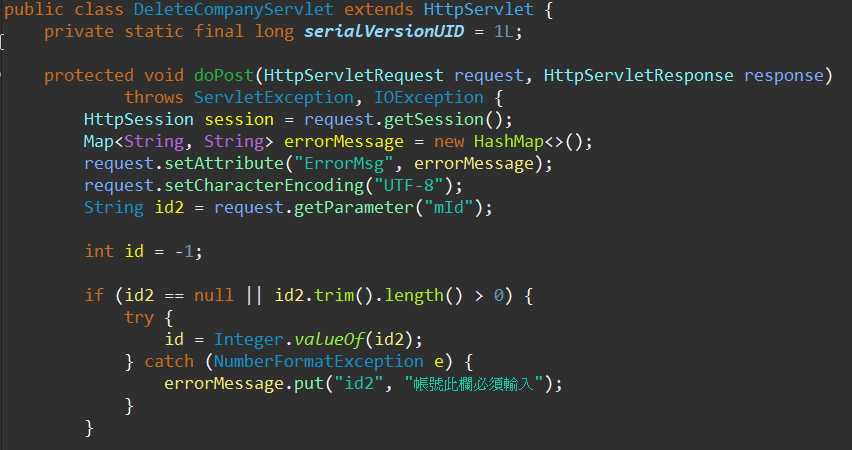 public class DeleteCompanyServlet extends HttpServlet {
private static final long serialVersionUID = 1L;
protected void doPost(HttpServletRequest request, HttpServletResponse response)
throws ServletException, IOException {
HttpSession session = request.getSession();
Map<String, String> errorMessage = new HashMap<>();
request.setAttribute("ErrorMsg", errorMessage);
request.setCharacterEncoding("UTF-8");
String id2 = request.getParameter("mId");
int id = -1;
if (id2 == null || id2.trim().length() > 0) {
try {
id = Integer.valueOf(id2);
} catch (NumberFormatException e) {
errorMessage.put("id2", "帳號此欄必須輸入");
}
}